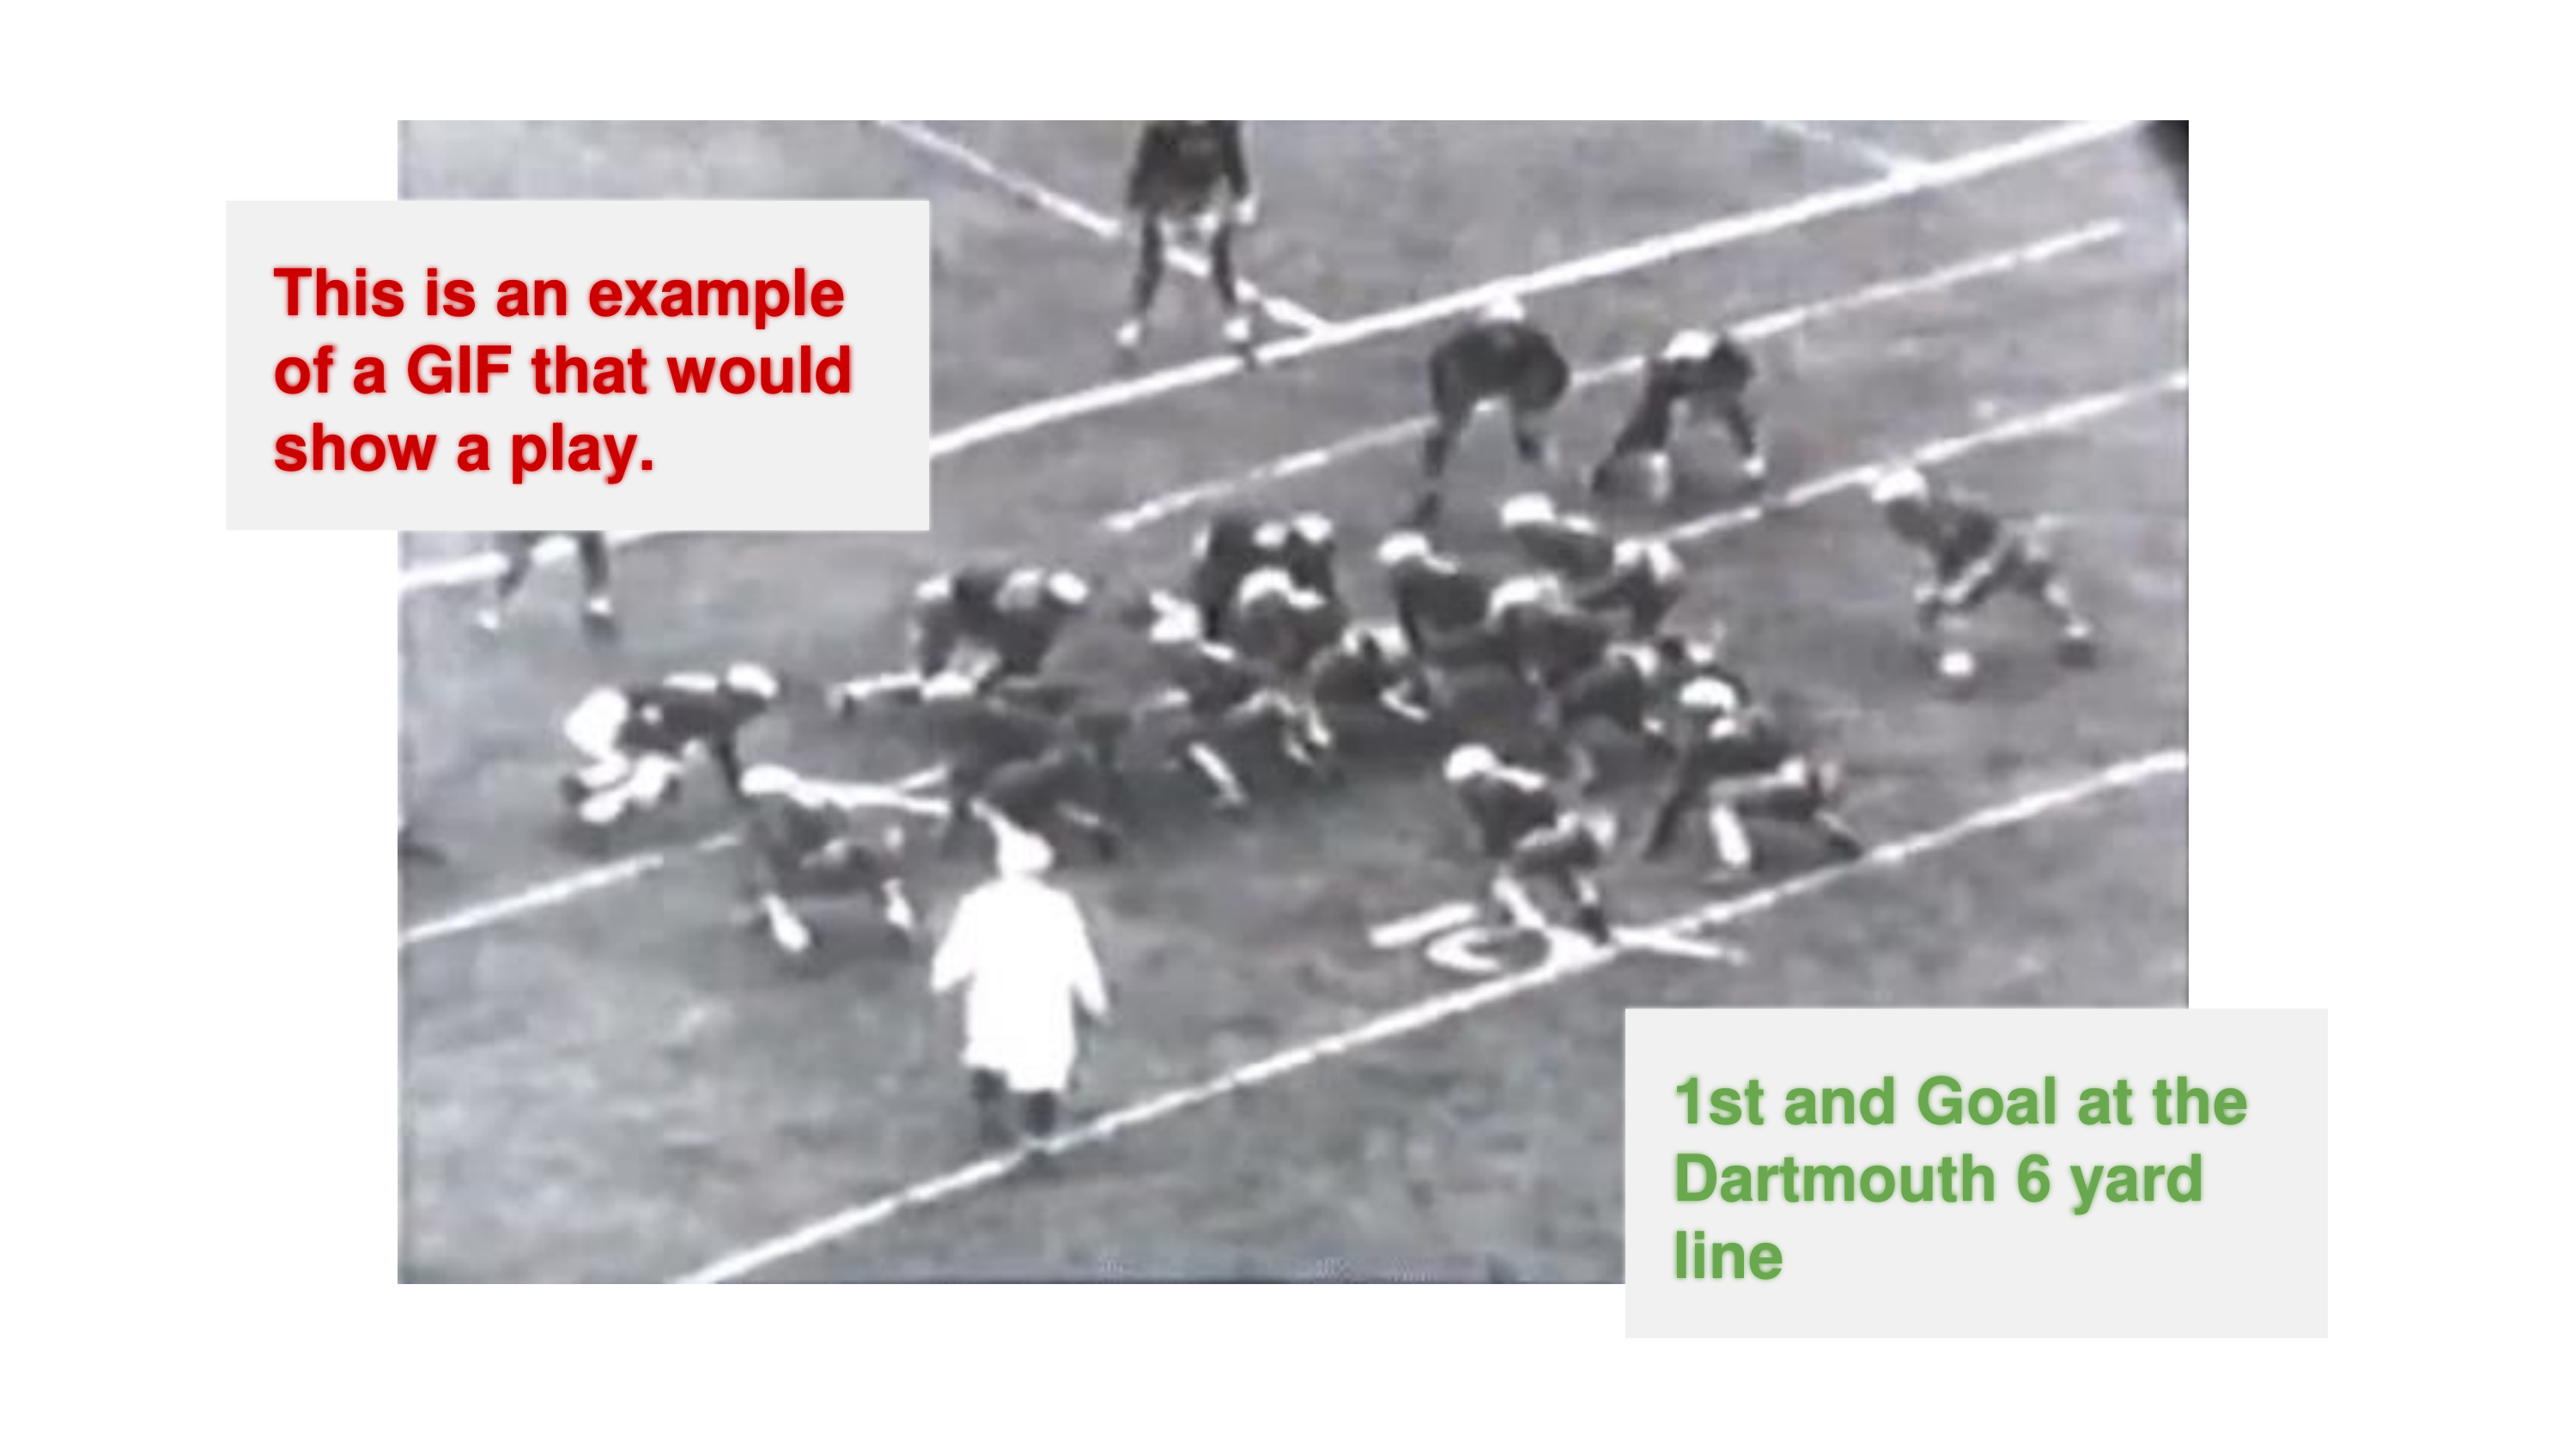 This is an example
of a GIF that would
show a play.
10
1st and Goal at the
Dartmouth 6 yard
line